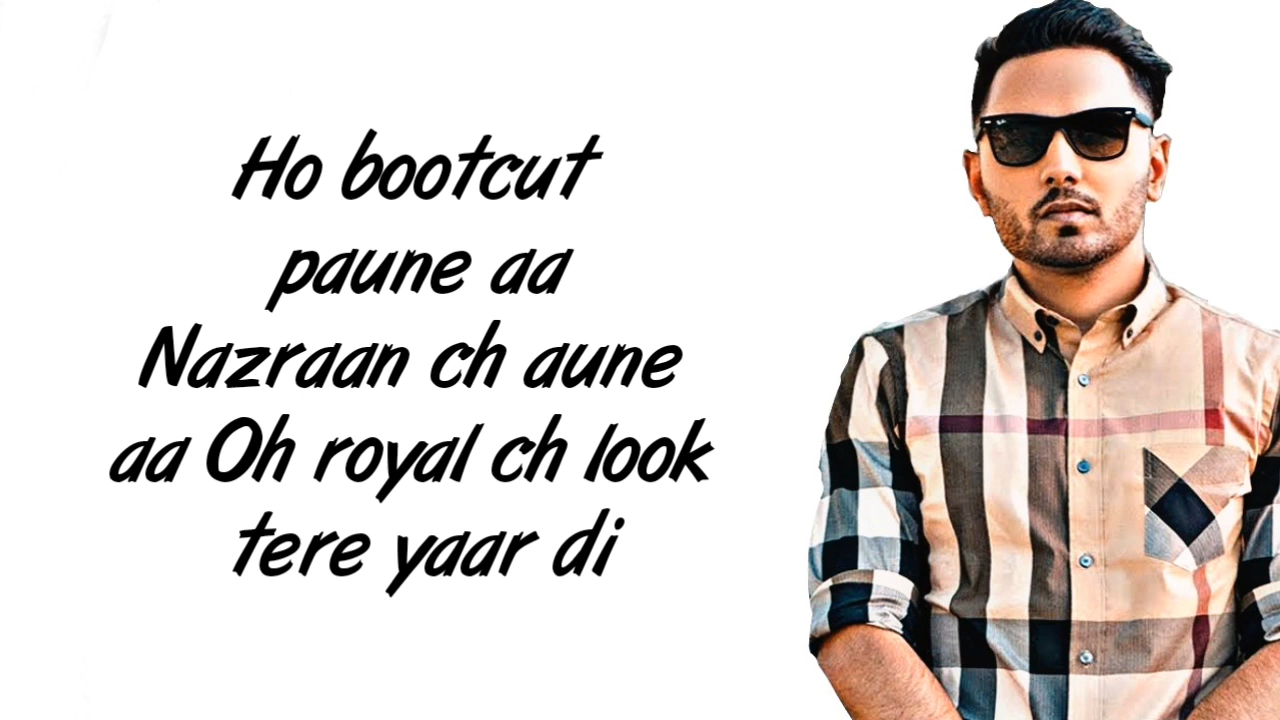 Ho bootcut
paune aa
Nazraan ch aune
aa Oh royal ch look
tere yaar di